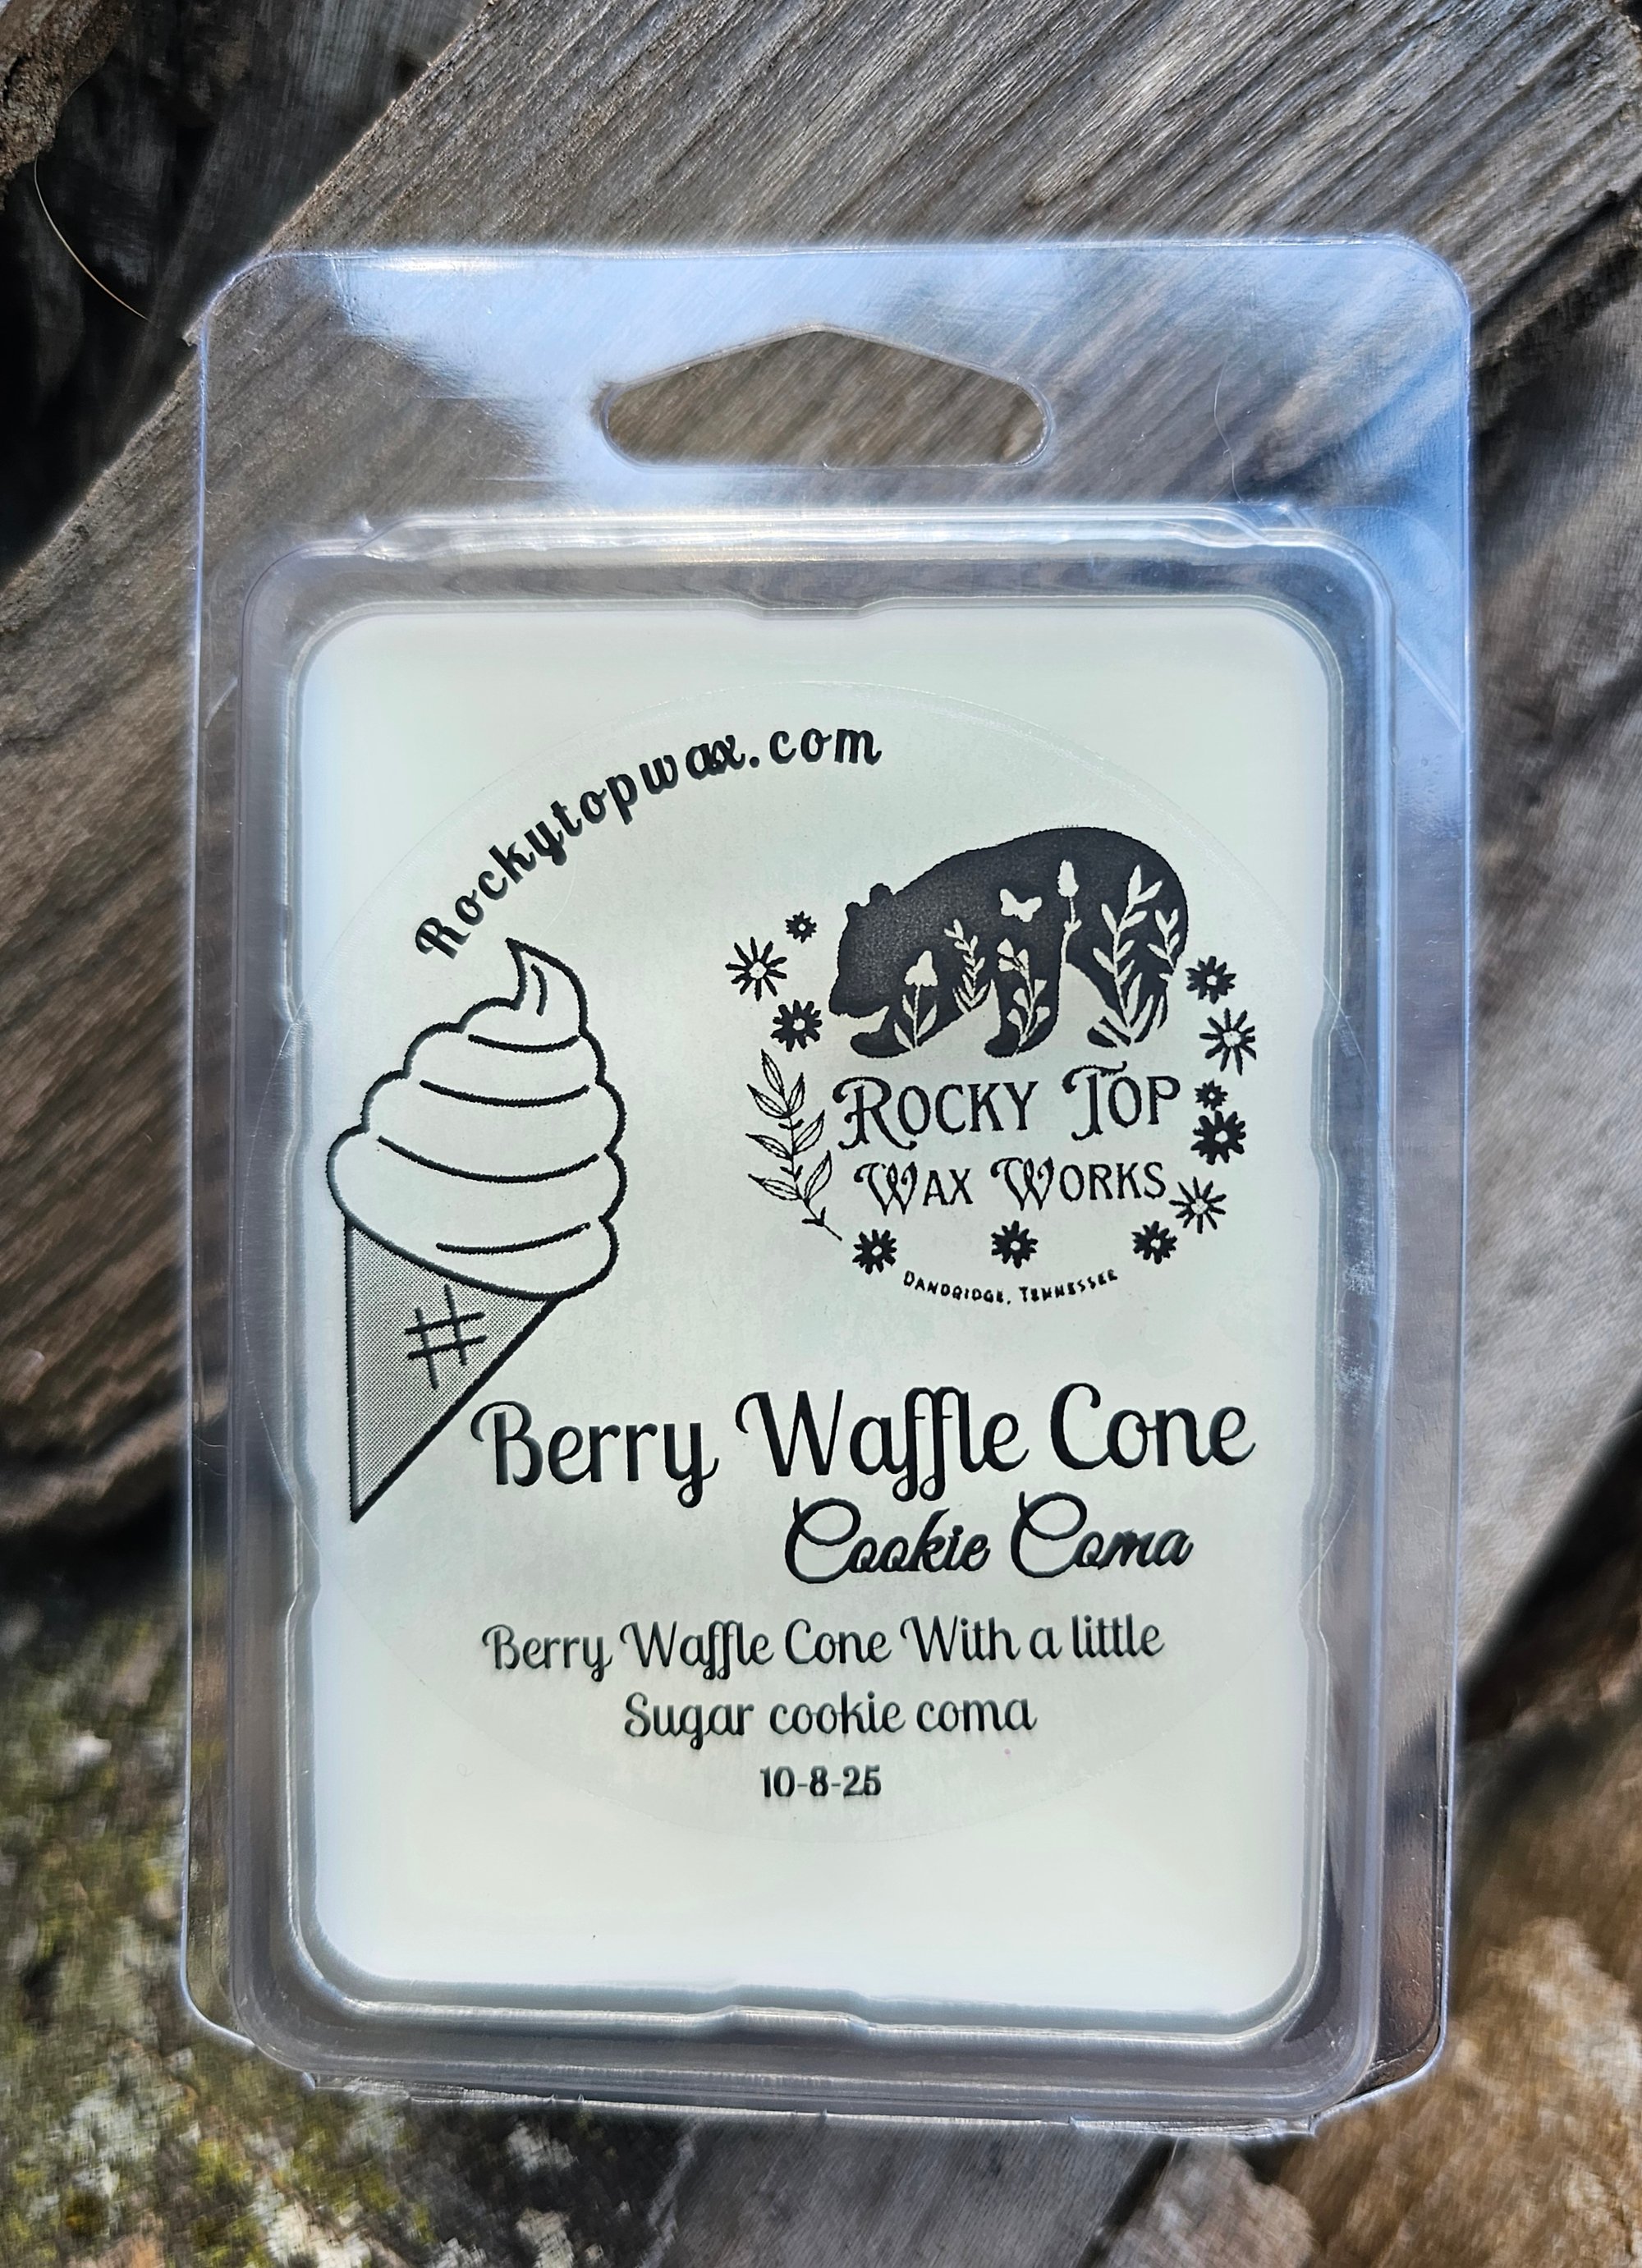 Rockytopwax.com
Rocky Top
Wax Works
Dandridge, Tennessee
Berry Waffle Cone
Cookie Coma
Berry Waffle Cone With a little
Sugar cookie coma
10-8-25